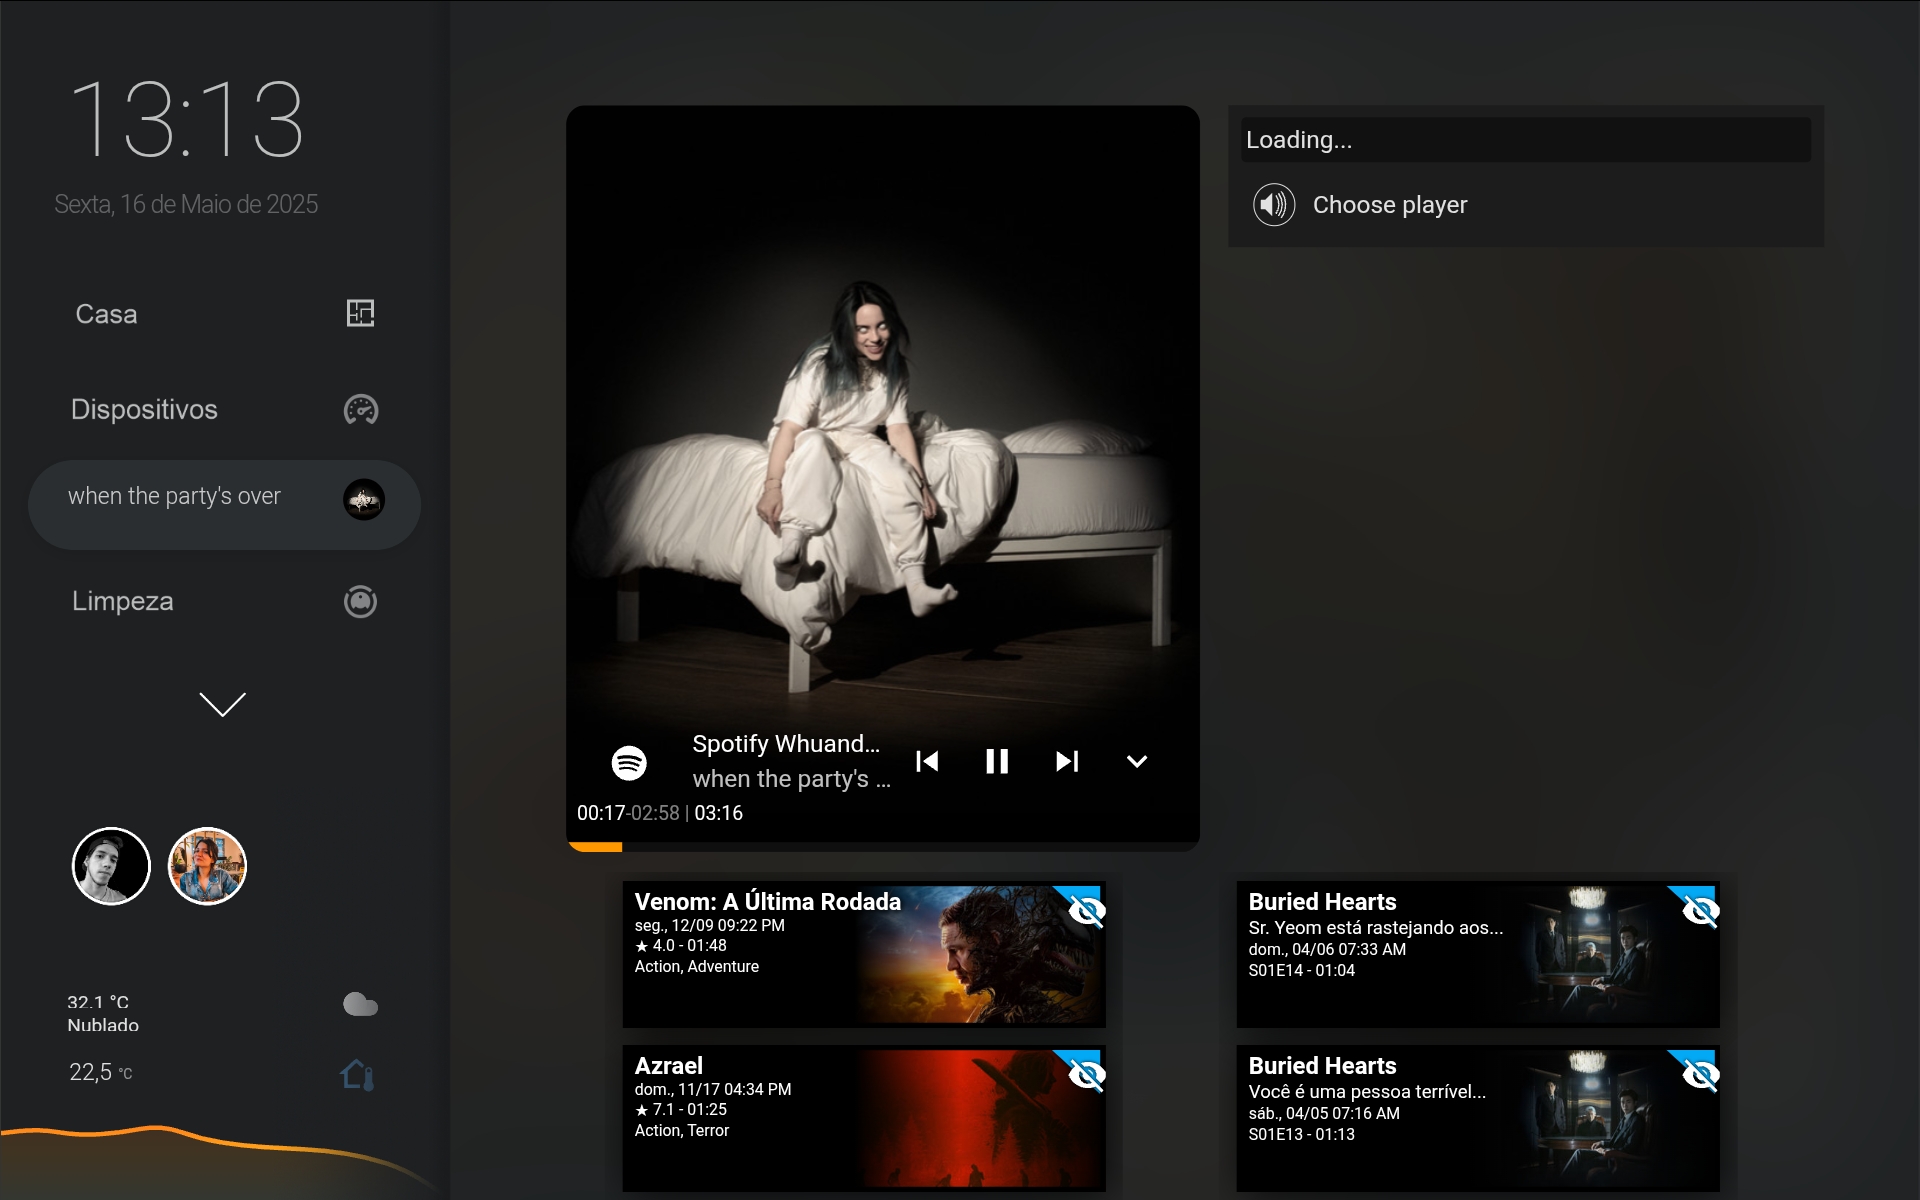 13:13
Sexta, 16 de Maio de 2025
Casa
Dispositivos
when the party's over
Limpeza
32.1 °C
Nublado
22,5 °C
Spotify Whuand...
when the party's ...
00:17-02:58 | 03:16
Loading...
Choose player
Venom: A Última Rodada
seg., 12/09 09:22 PM
★ 4.0 - 01:48
Action, Adventure
Buried Hearts
Sr. Yeom está rastejando aos...
dom., 04/06 07:33 AM
S01E14 - 01:04
Azrael
dom., 11/17 04:34 PM
★ 7.1 - 01:25
Action, Terror
Buried Hearts
Você é uma pessoa terrível...
sáb., 04/05 07:16 AM
S01E13 - 01:13